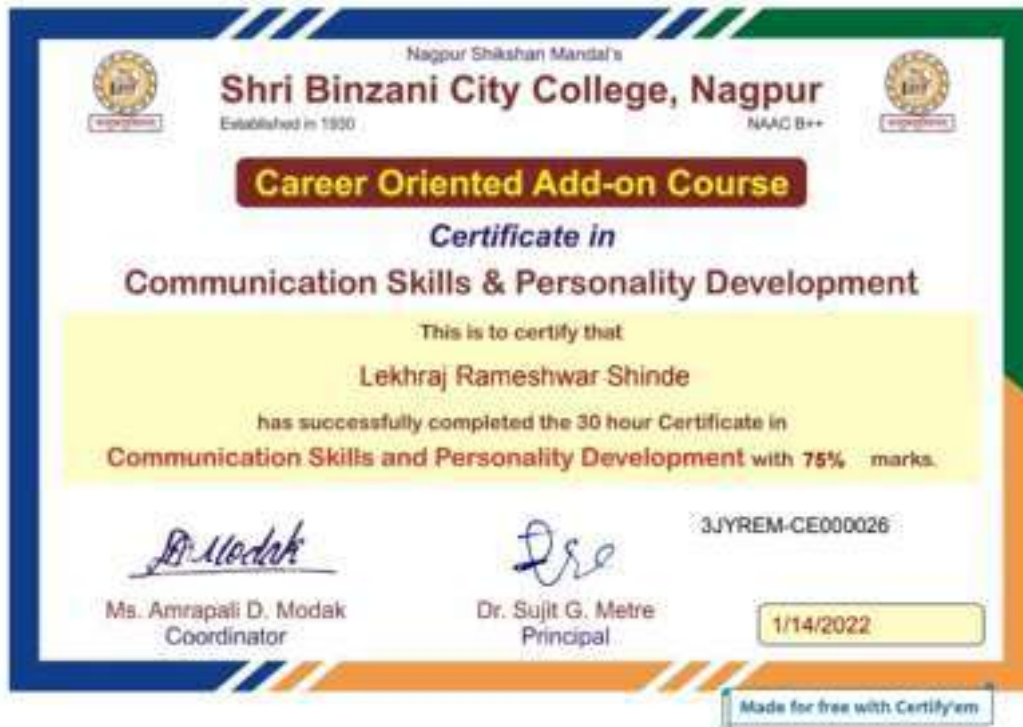 Nagpur Shikshan Mandal's
Shri Binzani City College, Nagpur
Established in 1930
NAAC B++
Career Oriented Add-on Course
Certificate in
Communication Skills & Personality Development
This is to certify that
Lekhraj Rameshwar Shinde
has successfully completed the 30 hour Certificate in
Communication Skills and Personality Development with 75% marks.
3JYREM-CE000026
Ms. Amrapali D. Modak
Coordinator
Dr. Sujit G. Metre
Principal
1/14/2022
Made for free with Certify'em